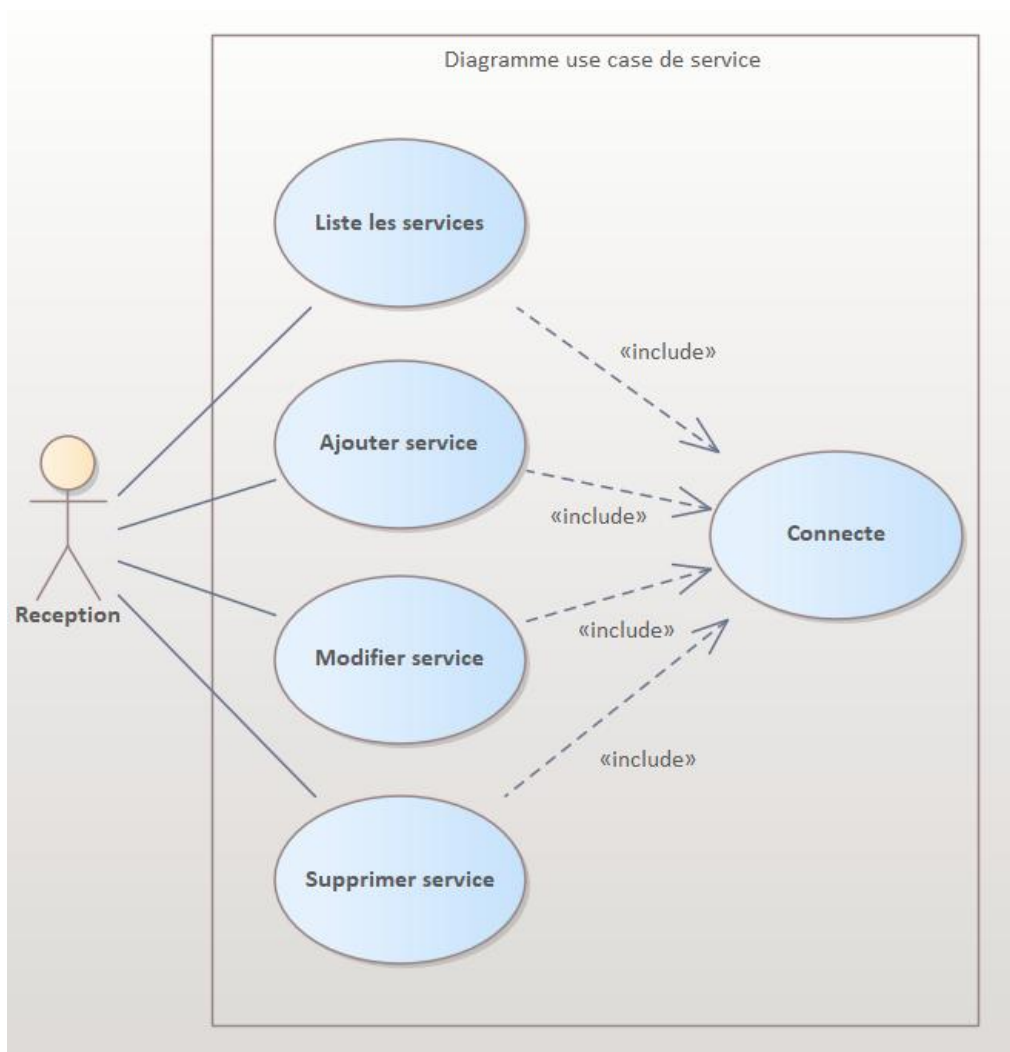 Diagramme use case de service
Liste les services
«include»
Ajouter service
«include»
Connecte
Reception
Modifier service
«include»
«include»
Supprimer service